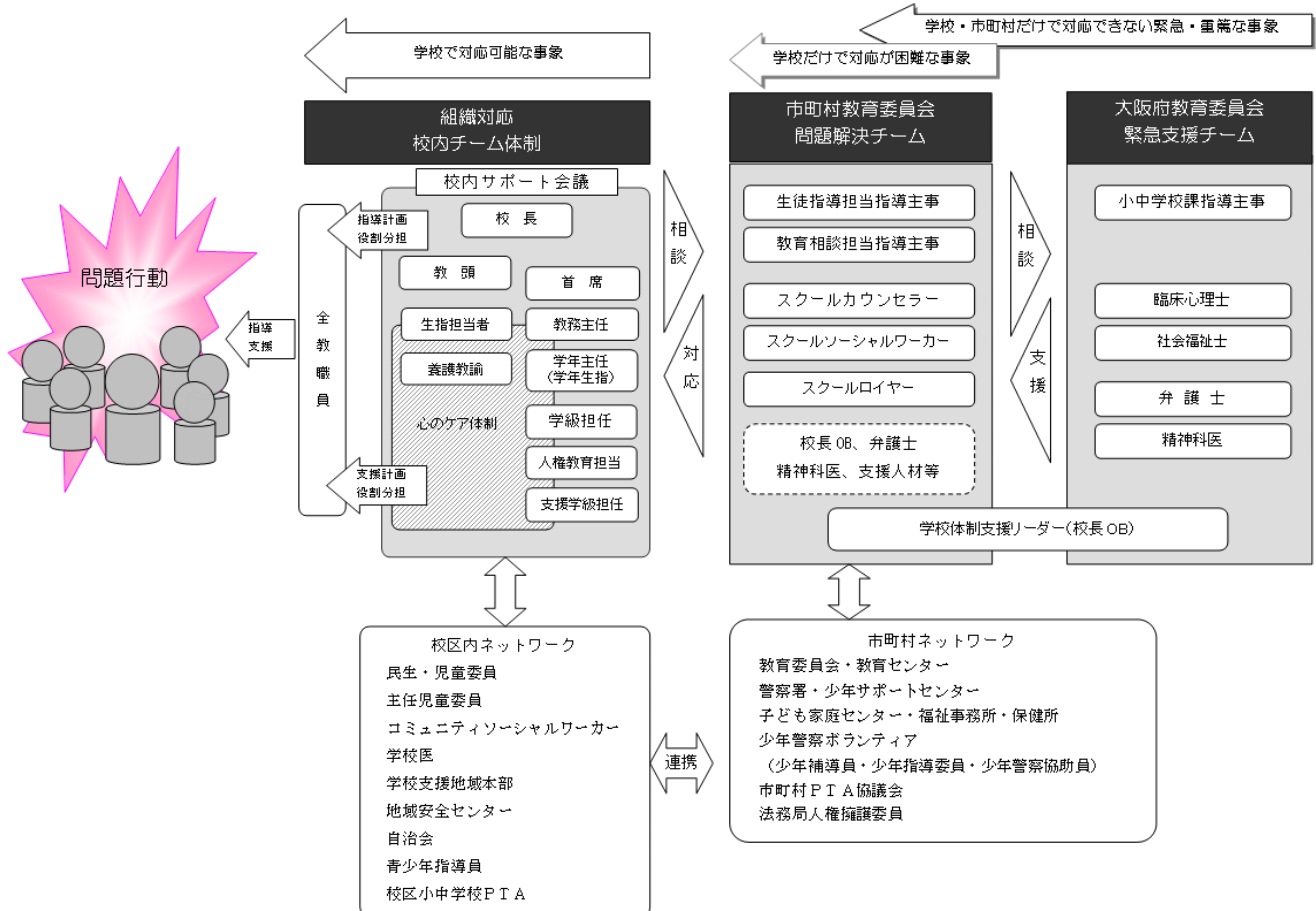 学校・市町村だけで対応できない緊急・重篤な事象
学校で対応可能な事象
学校だけで対応が困難な事象
組織対応
校内チーム体制
市町村教育委員会
問題解決チーム
大阪府教育委員会
緊急支援チーム
問題行動
指導
支援
全教職員
指導計画
役割分担
支援計画
役割分担
校内サポート会議
校 長
教 頭
首 席
生指担当者
教務主任
養護教諭
学年主任
(学年生指)
心のケア体制
学級担任
人権教育担当
支援学級担任
相談
対応
生徒指導担当指導主事
教育相談担当指導主事
スクールカウンセラー
スクールソーシャルワーカー
スクールロイヤー
校長OB、弁護士
精神科医、支援人材等
相談
支援
小中学校課指導主事
臨床心理士
社会福祉士
弁 護 士
精神科医
学校体制支援リーダー(校長OB)
校区内ネットワーク
民生・児童委員
主任児童委員
コミュニティソーシャルワーカー
学校医
学校支援地域本部
地域安全センター
自治会
青少年指導員
校区小中学校PTA
連携
市町村ネットワーク
教育委員会・教育センター
警察署・少年サポートセンター
子ども家庭センター・福祉事務所・保健所
少年警察ボランティア
(少年補導員・少年指導委員・少年警察協助員)
市町村PTA協議会
法務局人権擁護委員